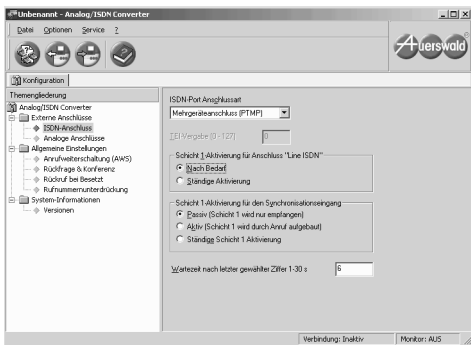 Unbenannt - Analog/ISDN Converter
Datei Optionen Service ?
Auerswald
Konfiguration
Themengliederung
Analog/ISDN Converter
Externe Anschlüsse
ISDN-Anschluss
Analoge Anschlüsse
Allgemeine Einstellungen
Anrufweiterschaltung (AWS)
Rückfrage & Konferenz
Rückruf bei Besetzt
Rufnummernunterdrückung
System-Informationen
Versionen
ISDN-Port Anschlussart
Mehrgeräteanschluss (PTMP)
TEI-Vergabe (0 - 127) 0
Schicht 1-Aktivierung für Anschluss "Line ISDN"
Nach Bedarf
Ständige Aktivierung
Schicht 1-Aktivierung für den Synchronisationseingang
Passiv (Schicht 1 wird nur empfangen)
Aktiv (Schicht 1 wird durch Anruf aufgebaut)
Ständige Schicht 1 Aktivierung
Wartezeit nach letzter gewählter Ziffer 1-30 s 6
Verbindung: Inaktiv Monitor: AUS